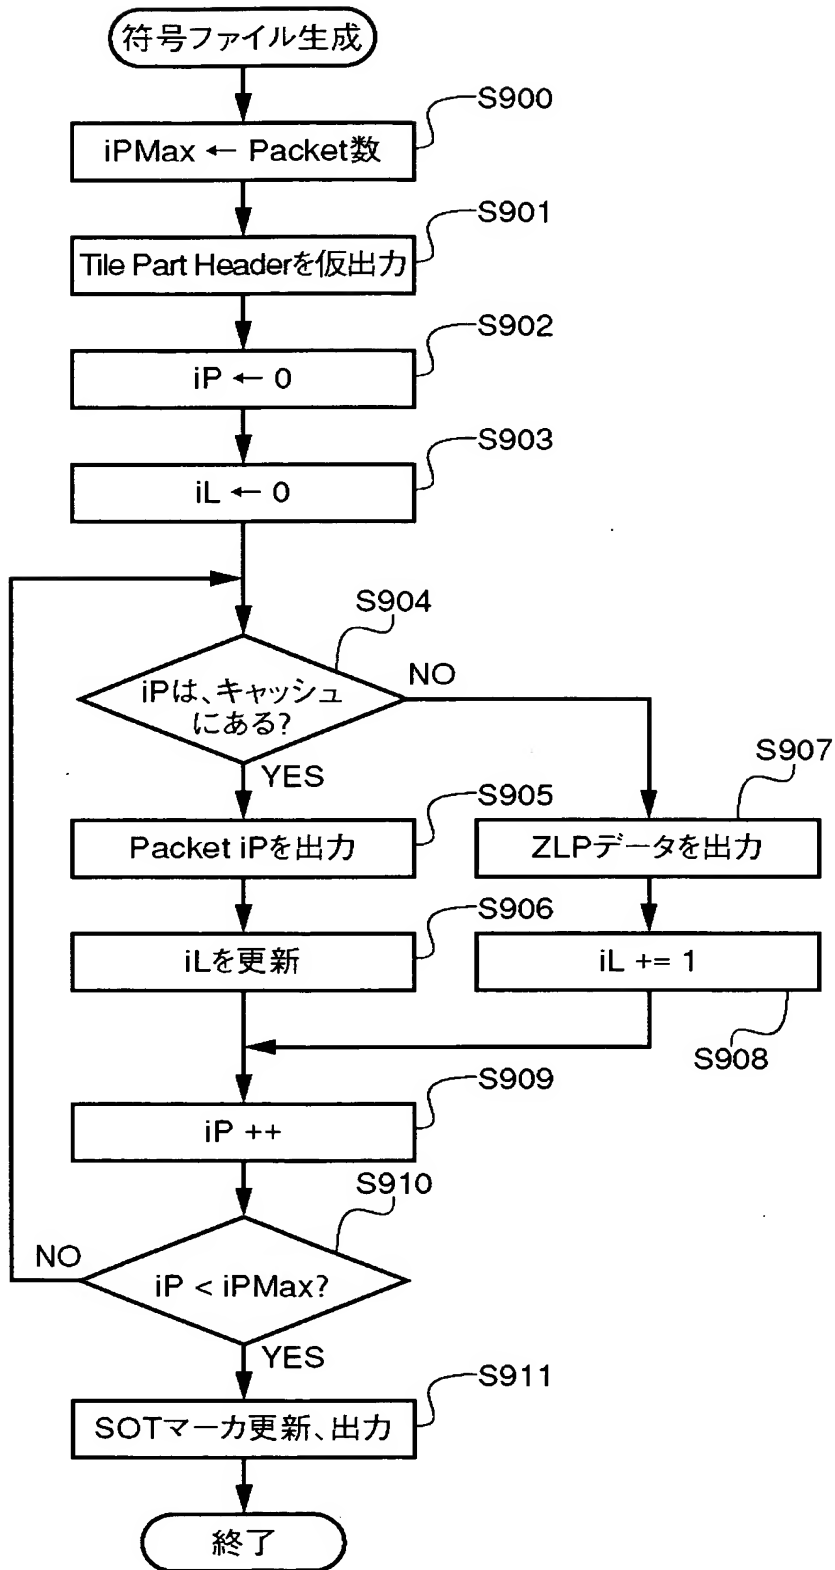 符号ファイル生成
S900
iPMax ← Packet数
S901
Tile Part Headerを仮出力
S902
iP ← 0
S903
iL ← 0
S904
iPは、キャッシュ
にある?
NO
YES
S907
S905
Packet iPを出力
ZLPデータを出力
S906
iLを更新
iL += 1
S908
S909
iP ++
S910
NO
iP < iPMax?
YES
S911
SOTマーカ更新、出力
終了